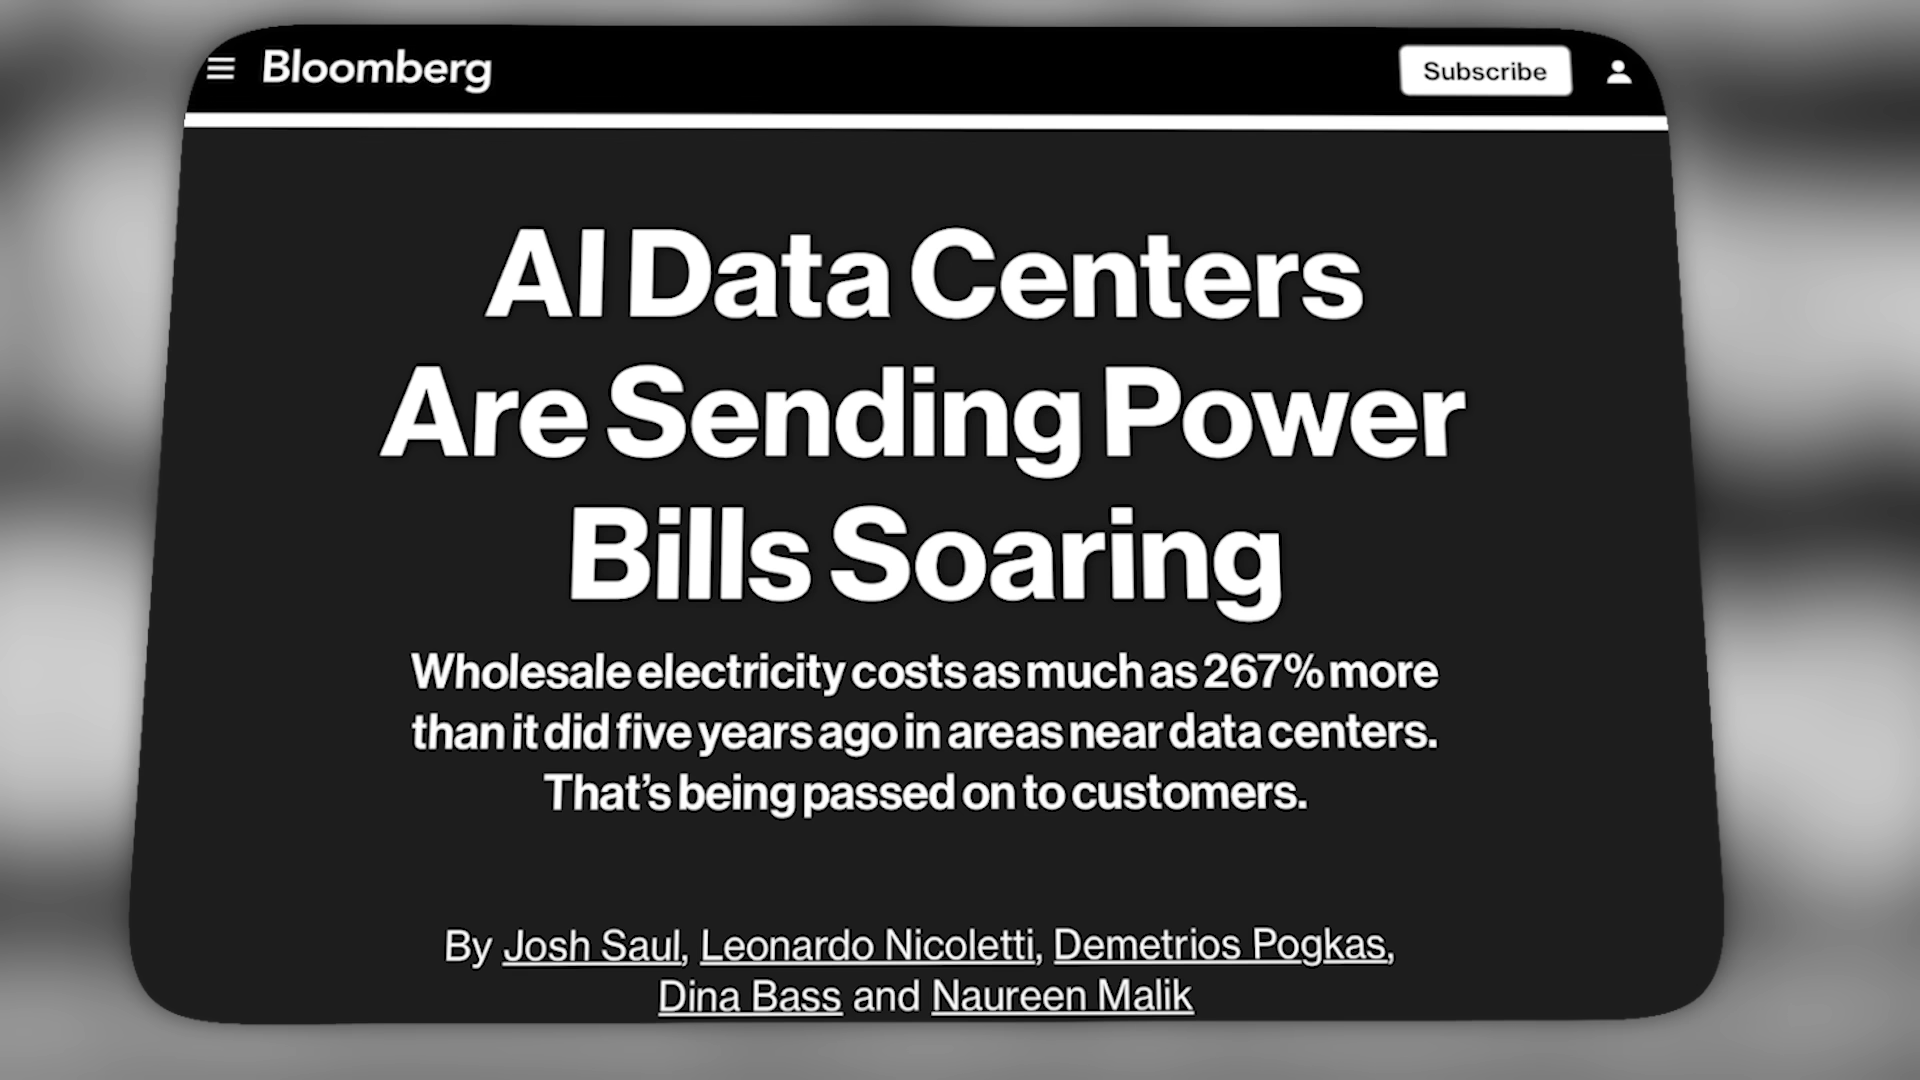 Bloomberg
Subscribe
AI Data Centers
Are Sending Power
Bills Soaring
Wholesale electricity costs as much as 267% more
than it did five years ago in areas near data centers.
That’s being passed on to customers.
By Josh Saul, Leonardo Nicoletti, Demetrios Pogkas,
Dina Bass and Naureen Malik